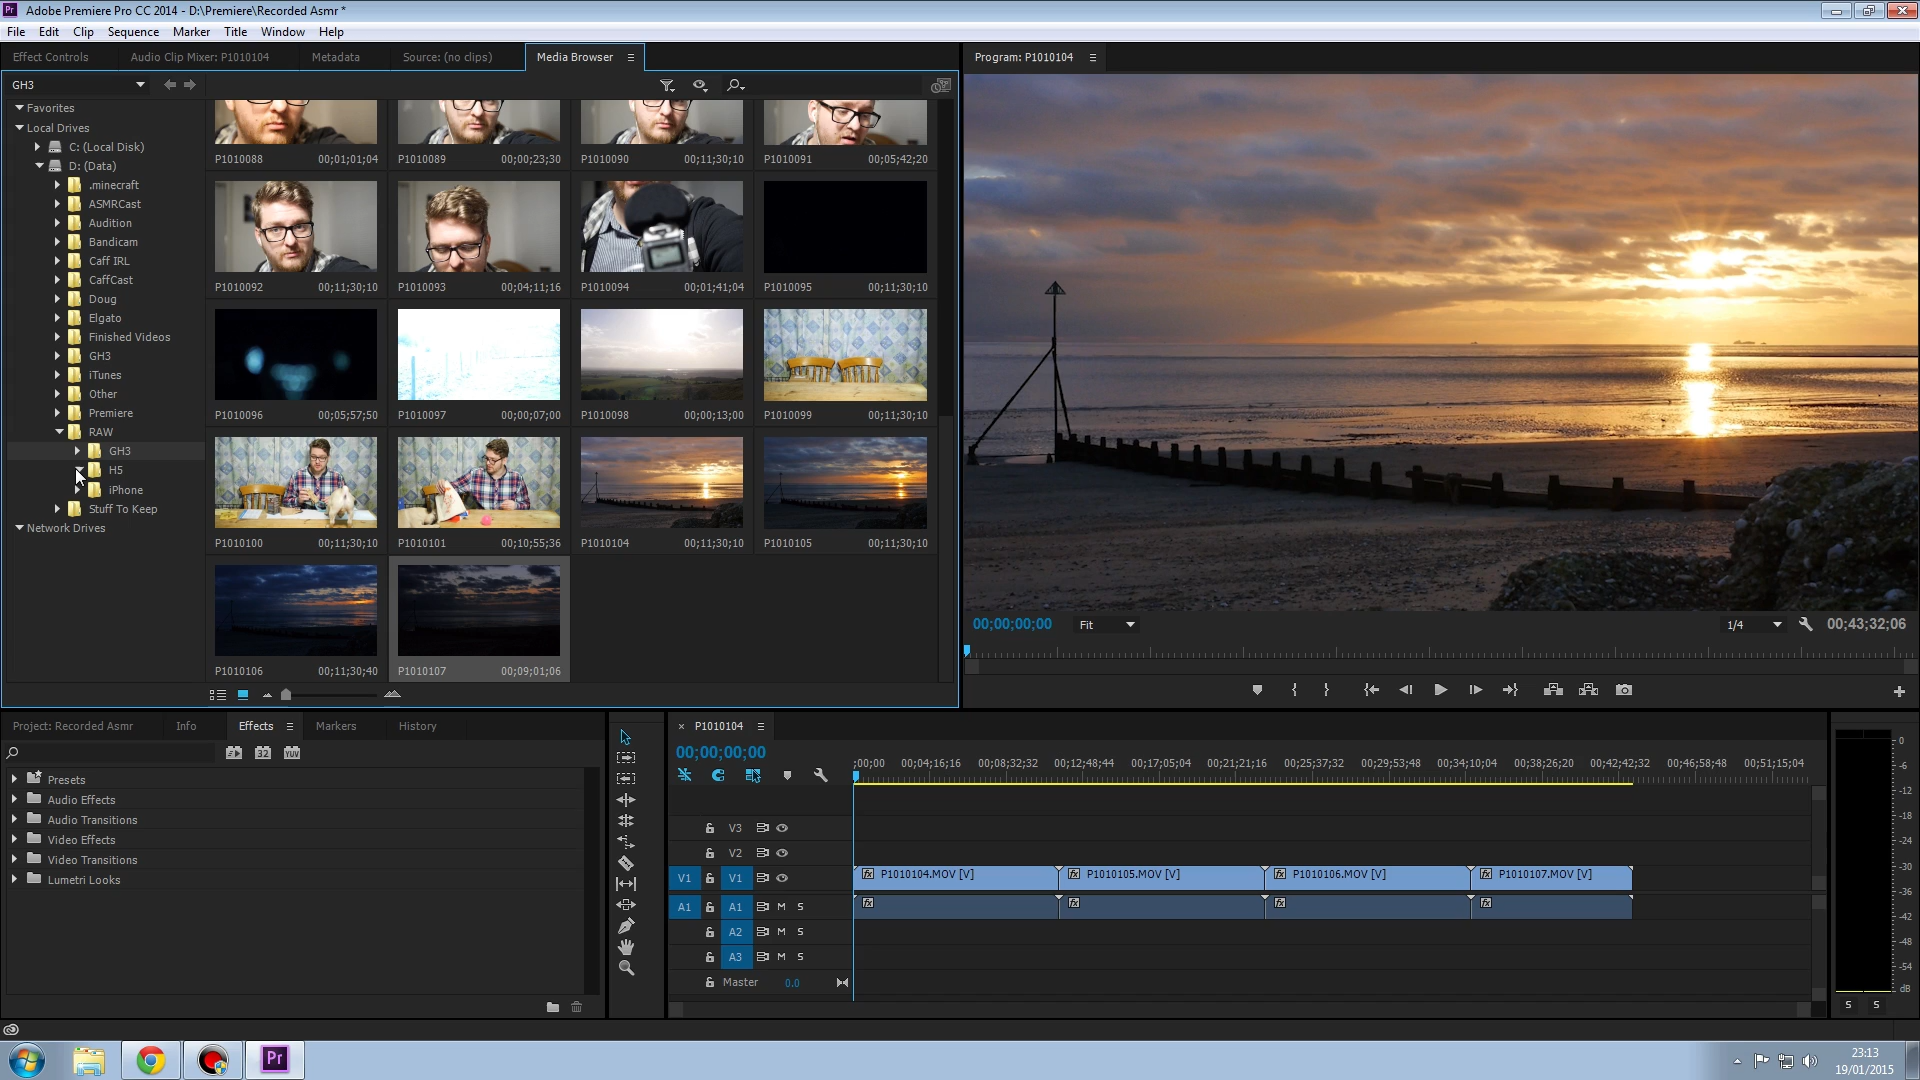 Adobe Premiere Pro CC 2014 - D:\Premiere\Recorded Asmr *
File Edit Clip Sequence Marker Title Window Help
Effect Controls Audio Clip Mixer: P1010104 Metadata Source: (no clips) Media Browser
Program: P1010104
GH3
Favorites
Local Drives
C: (Local Disk)
D: (Data)
.minecraft
ASMRCast
Audition
Bandicam
Caff IRL
CaffCast
Doug
Elgato
Finished Videos
GH3
iTunes
Other
Premiere
RAW
GH3
H5
iPhone
Stuff To Keep
Network Drives
P1010088 00;01;01;04 P1010089 00;00;23;30 P1010090 00;11;30;10 P1010091 00;05;42;20
P1010092 00;11;30;10 P1010093 00;04;11;16 P1010094 00;01;41;04 P1010095 00;11;30;10
P1010096 00;05;57;50 P1010097 00;00;07;00 P1010098 00;00;13;00 P1010099 00;11;30;10
P1010100 00;11;30;10 P1010101 00;10;55;36 P1010104 00;11;30;10 P1010105 00;11;30;10
P1010106 00;11;30;40 P1010107 00;09;01;06
00;00;00;00 Fit 1/4 00;43;32;06
Project: Recorded Asmr Info Effects Markers History
32 YUV
Presets
Audio Effects
Audio Transitions
Video Effects
Video Transitions
Lumetri Looks
× P1010104
00;00;00;00
;00;00 00;04;16;16 00;08;32;32 00;12;48;44 00;17;05;04 00;21;21;16 00;25;37;32 00;29;53;48 00;34;10;04 00;38;26;20 00;42;42;32 00;46;58;48 00;51;15;04
V3
V2
V1 V1 fx P1010104.MOV [V] fx P1010105.MOV [V] fx P1010106.MOV [V] fx P1010107.MOV [V]
A1 A1 M S fx fx fx fx
A2 M S
A3 M S
Master 0.0
0
-6
-12
-18
-24
-30
-36
-42
-48
-54
dB
S S
Pr
23:13
19/01/2015